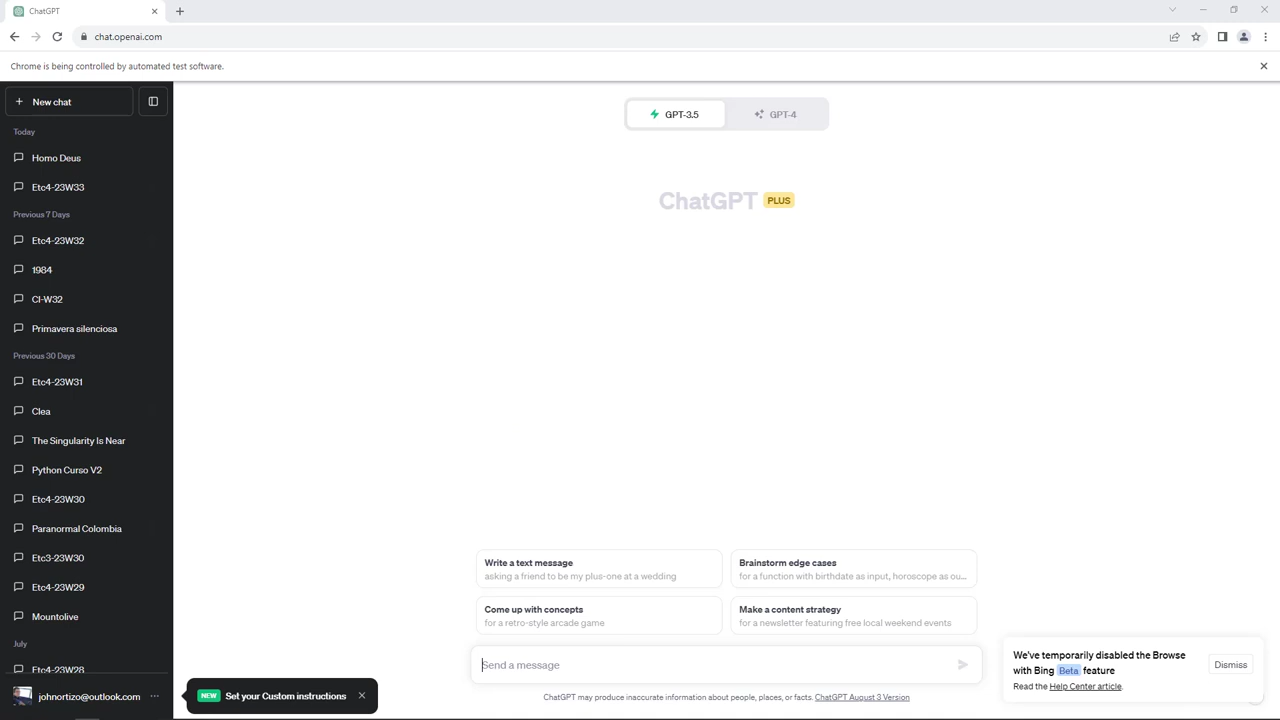 ChatGPT
chat.openai.com
Chrome is being controlled by automated test software.
New chat
Today
Homo Deus
Etc4-23W33
Previous 7 Days
Etc4-23W32
1984
CI-W32
Primavera silenciosa
Previous 30 Days
Etc4-23W31
Clea
The Singularity Is Near
Python Curso V2
Etc4-23W30
Paranormal Colombia
Etc3-23W30
Etc4-23W29
Mountolive
July
Etc4-23W28
johnortizo@outlook.com
NEW Set your Custom instructions
GPT-3.5 GPT-4
ChatGPT PLUS
Write a text message
asking a friend to be my plus-one at a wedding
Brainstorm edge cases
for a function with birthdate as input, horoscope as ou...
Come up with concepts
for a retro-style arcade game
Make a content strategy
for a newsletter featuring free local weekend events
Send a message
ChatGPT may produce inaccurate information about people, places, or facts. ChatGPT August 3 Version
We've temporarily disabled the Browse
with Bing Beta feature
Read the Help Center article.
Dismiss